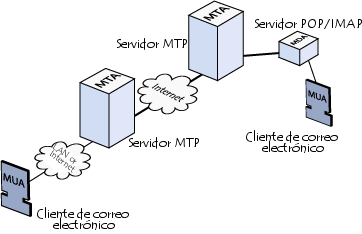 Servidor MTP
MTA
Servidor POP/IMAP
MDA
Internet
MTA
MUA
Servidor MTP
Cliente de correo
electrónico
LAN or
Internet
MUA
Cliente de correo
electrónico